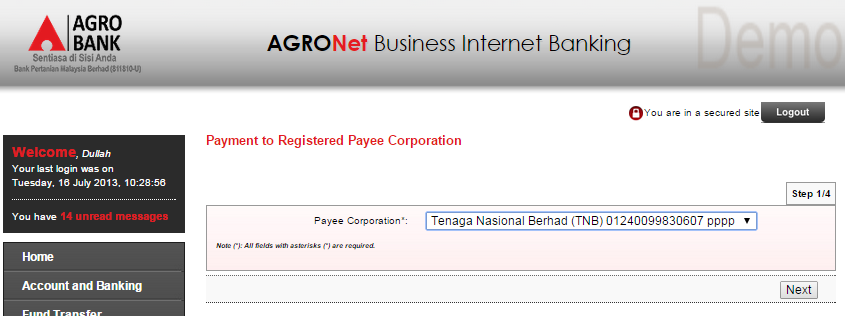 AGRO
BANK
Sentiasa di Sisi Anda
Bank Pertanian Malaysia Berhad (811810-U)
AGRONet Business Internet Banking
Demo
You are in a secured site
Logout
Welcome, Dullah
Your last login was on
Tuesday, 16 July 2013, 10:28:56
You have 14 unread messages
Home
Account and Banking
Fund Transfer
Payment to Registered Payee Corporation
Step 1/4
Payee Corporation*: Tenaga Nasional Berhad (TNB) 01240099830607 pppp
Note (*): All fields with asterisks (*) are required.
Next